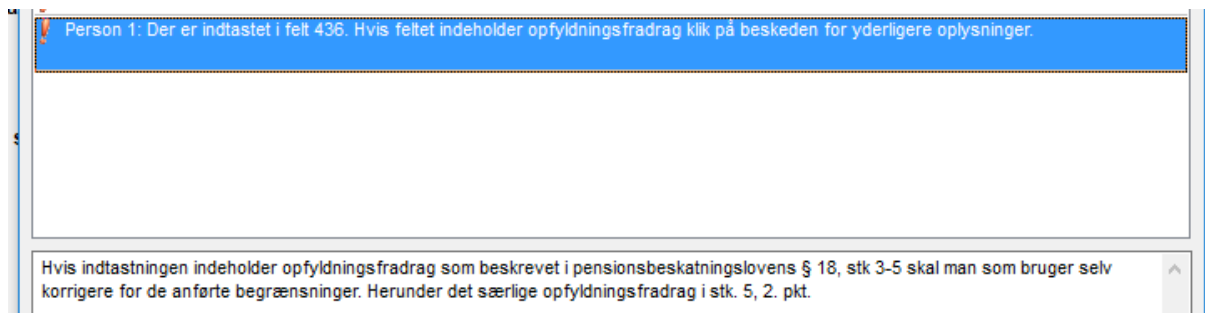 Person 1: Der er indtastet i felt 436. Hvis feltet indeholder opfyldningsfradrag klik på beskeden for yderligere oplysninger.
Hvis indtastningen indeholder opfyldningsfradrag som beskrevet i pensionsbeskatningslovens § 18, stk 3-5 skal man som bruger selv
korrigere for de anførte begrænsninger. Herunder det særlige opfyldningsfradrag i stk. 5, 2. pkt.